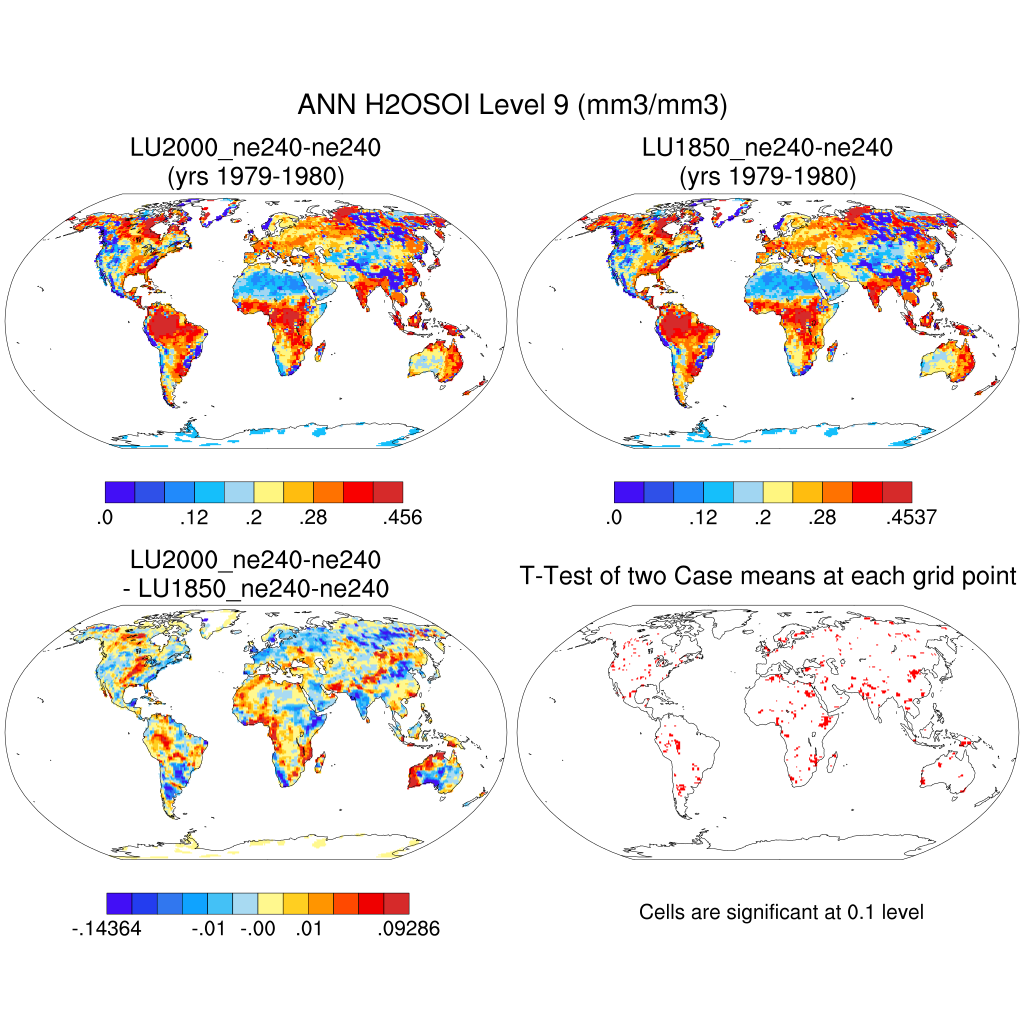 ANN H2OSOI Level 9 (mm3/mm3)
LU2000_ne240-ne240
(yrs 1979-1980)
LU1850_ne240-ne240
(yrs 1979-1980)
.0 .12 .2 .28 .456
.0 .12 .2 .28 .4537
LU2000_ne240-ne240
- LU1850_ne240-ne240
T-Test of two Case means at each grid point
-.14364 -.01 -.00 .01 .09286
Cells are significant at 0.1 level